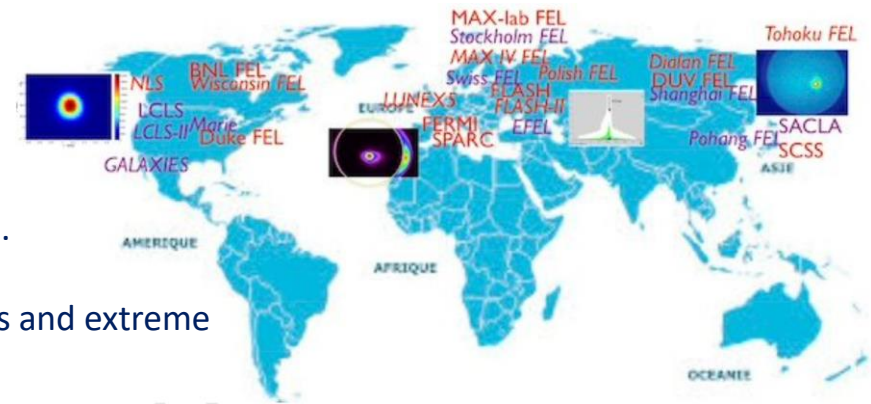 MAX-lab FEL
Stockholm FEL
MAX IV FEL
Swiss FEL
Polish FEL
FLASH
FLASH-II
EUROPE
LUNEX5
FERMI
SPARC
EFEL
Tohoku FEL
Dialan FEL
DUV FEL
Shanghai FEL
Pohang FEL
SACLA
SCSS
ASIE
NLS
BNL FEL
Wisconsin FEL
LCLS
LCLS-II
Marie
Duke FEL
GALAXIES
.
AMERIQUE
AFRIQUE
s and extreme
OCEANIE